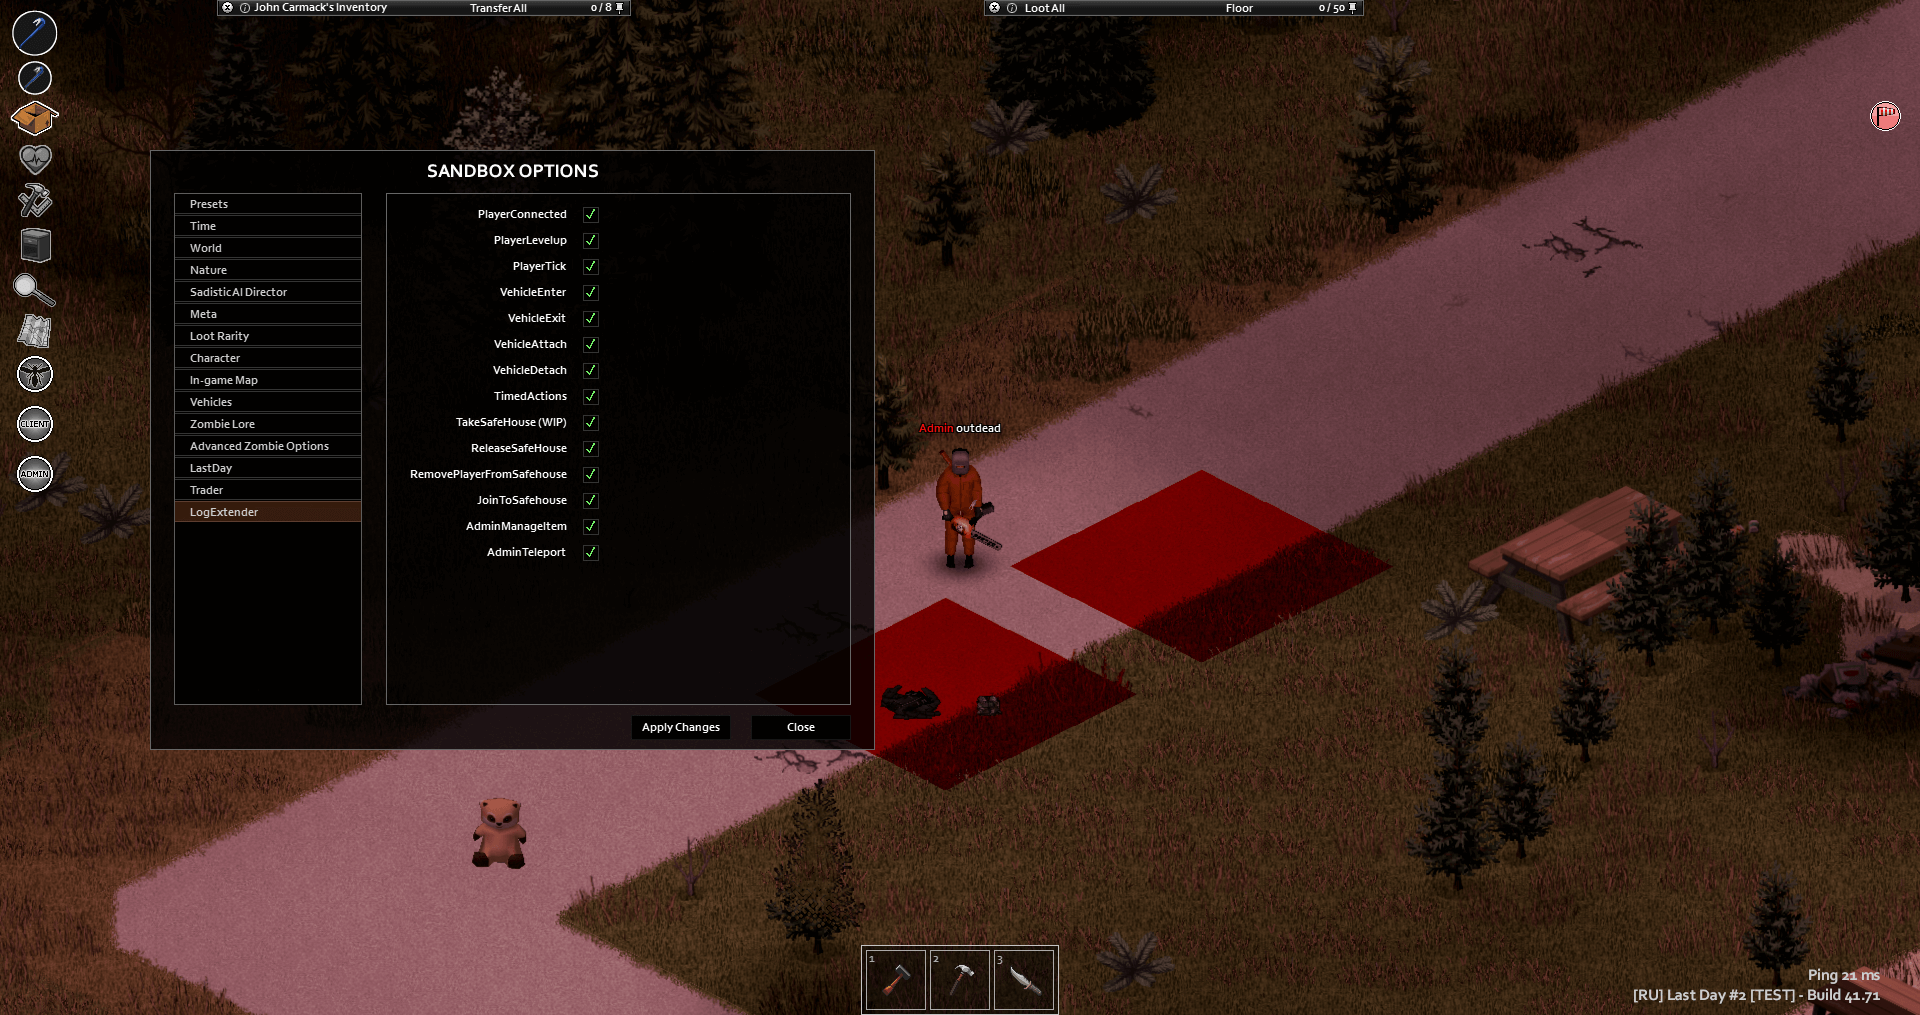 John Carmack's Inventory Transfer All 0 / 8
Loot All Floor 0 / 50
SANDBOX OPTIONS
Presets
Time
World
Nature
Sadistic AI Director
Meta
Loot Rarity
Character
In-game Map
Vehicles
Zombie Lore
Advanced Zombie Options
LastDay
Trader
LogExtender
PlayerConnected
PlayerLevelup
PlayerTick
VehicleEnter
VehicleExit
VehicleAttach
VehicleDetach
TimedActions
TakeSafeHouse (WIP)
ReleaseSafeHouse
RemovePlayerFromSafehouse
JoinToSafehouse
AdminManageItem
AdminTeleport
Apply Changes
Close
CLIENT
ADMIN
Admin outdead
1
2
3
Ping 21 ms
[RU] Last Day #2 [TEST] - Build 41.71